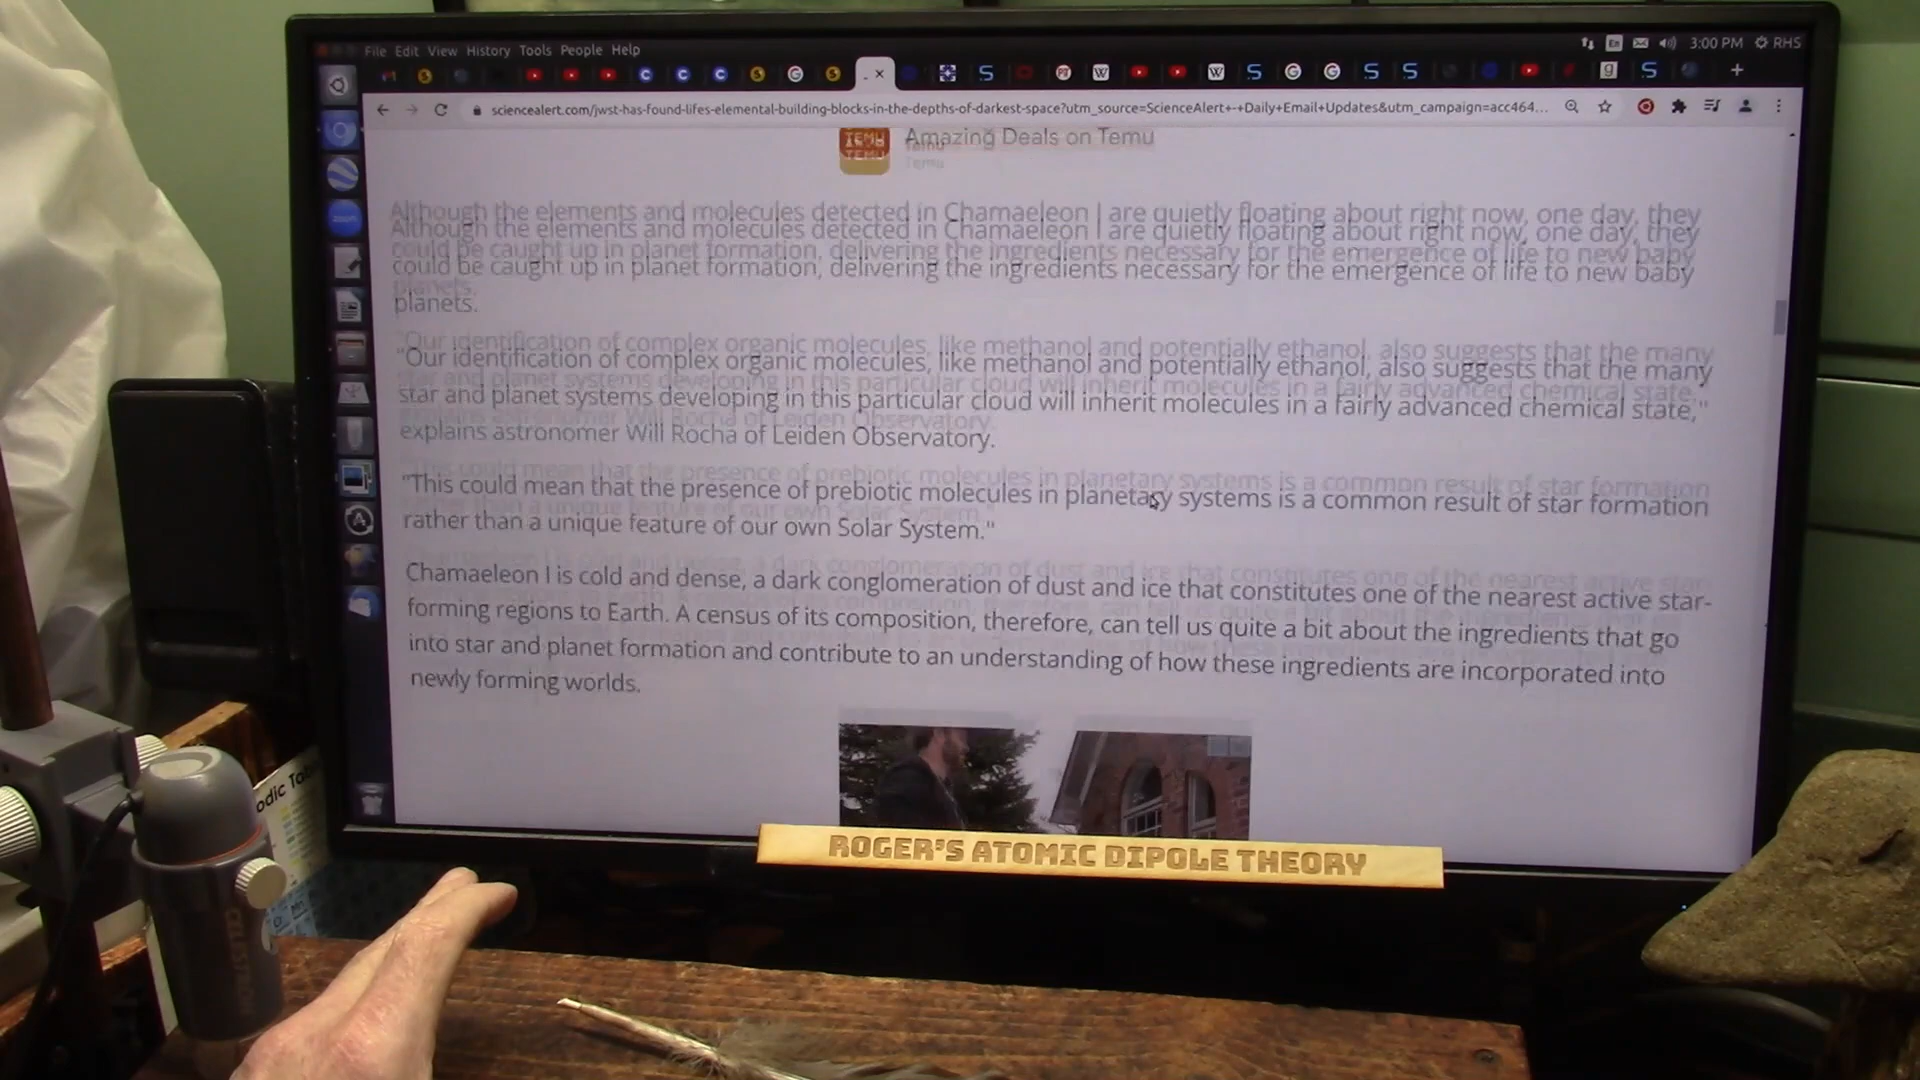 File Edit View History Tools People Help
En 3:00 PM RHS
sciencealert.com/jwst-has-found-lifes-elemental-building-blocks-in-the-depths-of-darkest-space?utm_source=ScienceAlert+-+Daily+Email+Updates&utm_campaign=acc464...
TEMU
Amazing Deals on Temu
Temu
Although the elements and molecules detected in Chamaeleon I are quietly floating about right now, one day, they
could be caught up in planet formation, delivering the ingredients necessary for the emergence of life to new baby
planets.
"Our identification of complex organic molecules, like methanol and potentially ethanol, also suggests that the many
star and planet systems developing in this particular cloud will inherit molecules in a fairly advanced chemical state,"
explains astronomer Will Rocha of Leiden Observatory.
"This could mean that the presence of prebiotic molecules in planetary systems is a common result of star formation
rather than a unique feature of our own Solar System."
Chamaeleon I is cold and dense, a dark conglomeration of dust and ice that constitutes one of the nearest active star-
forming regions to Earth. A census of its composition, therefore, can tell us quite a bit about the ingredients that go
into star and planet formation and contribute to an understanding of how these ingredients are incorporated into
newly forming worlds.
zoom
odic Tab
CELESTRON
Mn
ROGER'S ATOMIC DIPOLE THEORY